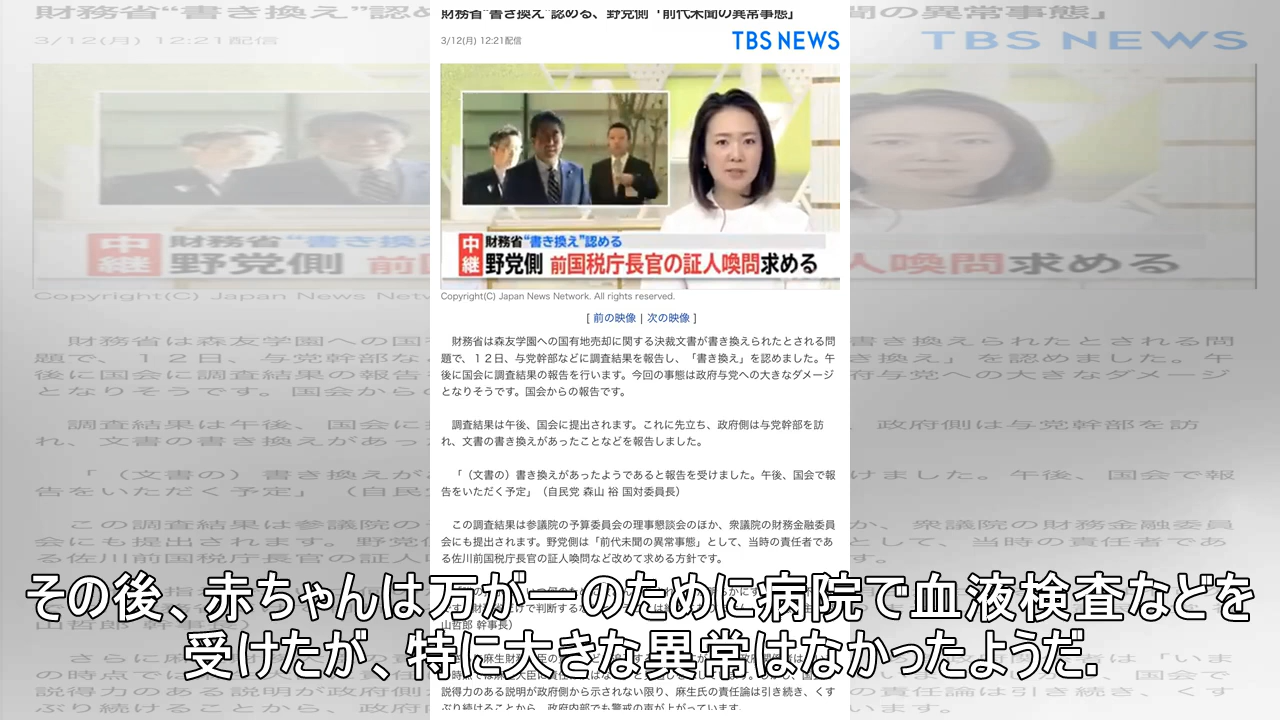 財務省“書き換え”認める、野党側「前代未聞の異常事態」
3/12(月) 12:21配信
TBS NEWS
中継
財務省“書き換え”認める
野党側 前国税庁長官の証人喚問求める
Copyright(C) Japan News Network. All rights reserved.
[ 前の映像 | 次の映像 ]
財務省は森友学園への国有地売却に関する決裁文書が書き換えられたとされる問
題で、１２日、与党幹部などに調査結果を報告し、「書き換え」を認めました。午
後に国会に調査結果の報告を行います。今回の事態は政府与党への大きなダメージ
となりそうです。国会からの報告です。
調査結果は午後、国会に提出されます。これに先立ち、政府側は与党幹部を訪
れ、文書の書き換えがあったことなどを報告しました。
「（文書の）書き換えがあったようであると報告を受けました。午後、国会で報
告をいただく予定」（自民党 森山 裕 国対委員長）
この調査結果は参議院の予算委員会の理事懇談会のほか、衆議院の財務金融委員
会にも提出されます。野党側は「前代未聞の異常事態」として、当時の責任者であ
る佐川前国税庁長官の証人喚問など改めて求める方針です。
その後、赤ちゃんは万が一のために病院で血液検査などを
受けたが、特に大きな異常はなかったようだ.
山哲郎 幹事長）
説得力のある説明が政府側から示されない限り、麻生氏の責任論は引き続き、くす
ぶり続けることから、政府内部でも警戒の声が上がっています。